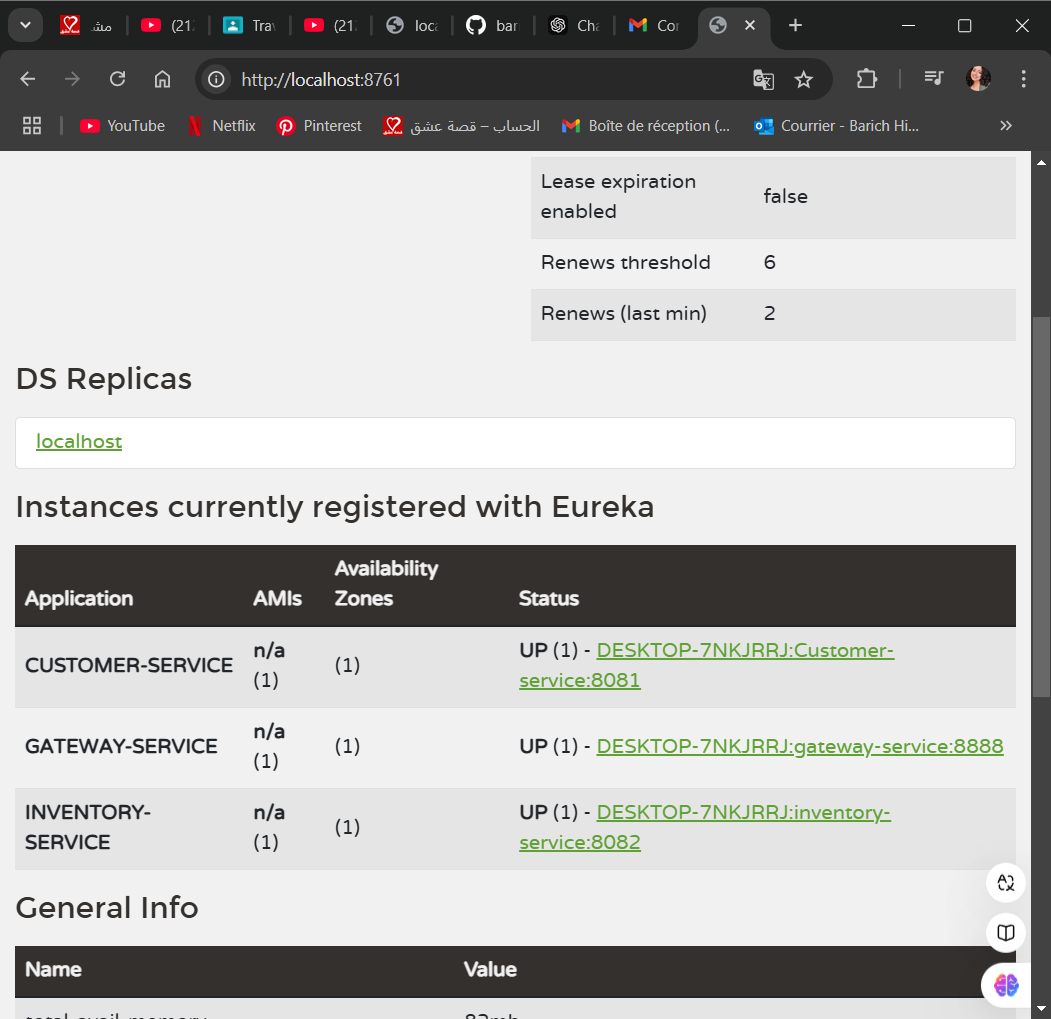 مش
(21
Tra
(21
loca
bar
Cha
Cor
http://localhost:8761
YouTube
Netflix
Pinterest
الحساب – قصة عشق
Boîte de réception (...
Courrier - Barich Hi...
Lease expiration
enabled
false
Renews threshold
6
Renews (last min)
2
DS Replicas
localhost
Instances currently registered with Eureka
Application
AMIs
Availability
Zones
Status
CUSTOMER-SERVICE
n/a
(1)
(1)
UP (1) - DESKTOP-7NKJRRJ:Customer-
service:8081
GATEWAY-SERVICE
n/a
(1)
(1)
UP (1) - DESKTOP-7NKJRRJ:gateway-service:8888
INVENTORY-
SERVICE
n/a
(1)
(1)
UP (1) - DESKTOP-7NKJRRJ:inventory-
service:8082
General Info
Name
Value